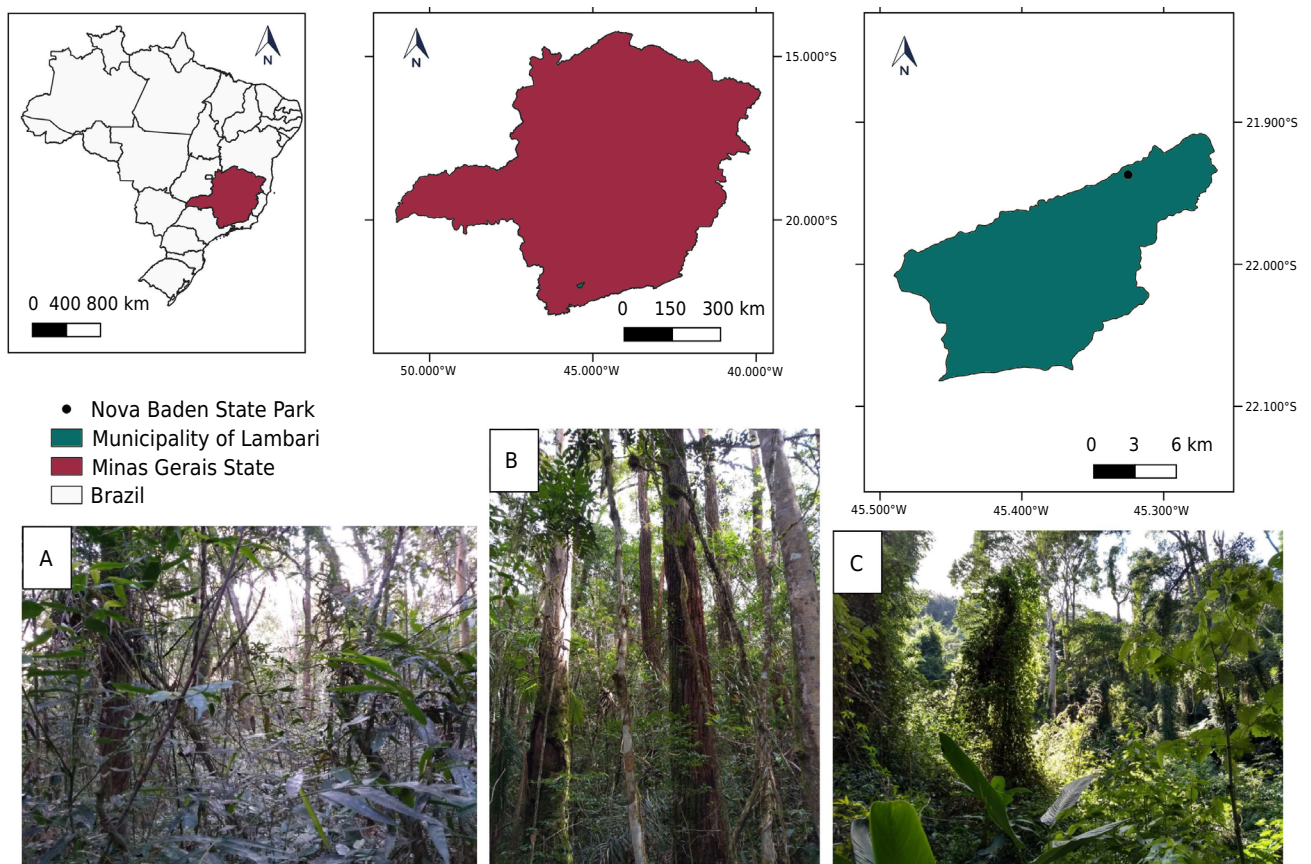 N
0 400 800 km
N
15.000°S
20.000°S
0 150 300 km
50.000°W 45.000°W 40.000°W
N
21.900°S
22.000°S
22.100°S
0 3 6 km
45.500°W 45.400°W 45.300°W
Nova Baden State Park
Municipality of Lambari
Minas Gerais State
Brazil
A
B
C